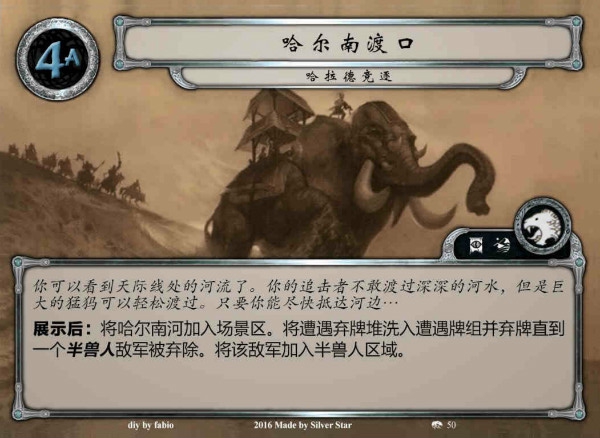 4A
哈尔南渡口
哈拉德竞逐
你可以看到天际线处的河流了。你的追击者不敢渡过深深的河水，但是巨
大的猛犸可以轻松渡过。只要你能尽快抵达河边…
展示后：将哈尔南河加入场景区。将遭遇弃牌堆洗入遭遇牌组并弃牌直到
一个半兽人敌军被弃除。将该敌军加入半兽人区域。
diy by fabio 2016 Made by Silver Star 50